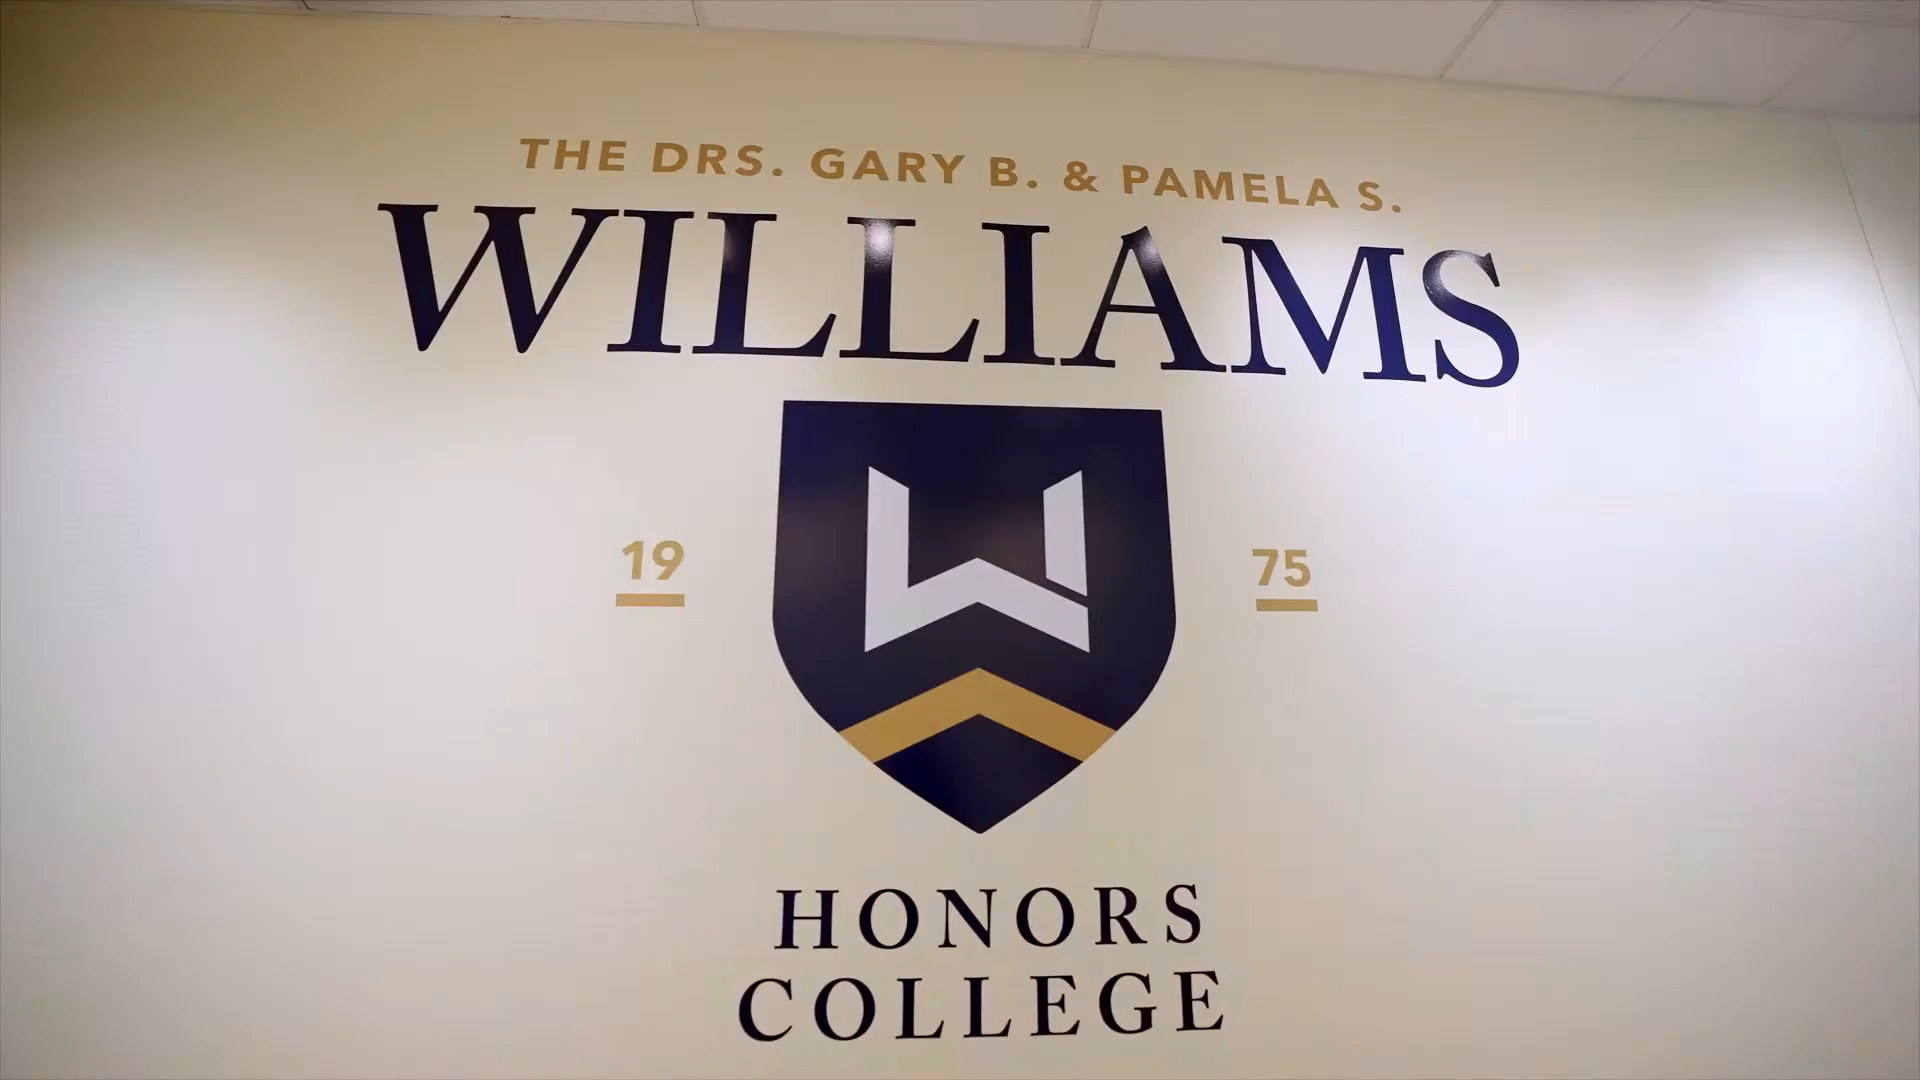 THE DRS. GARY B. & PAMELA S.
WILLIAMS
19 75
W
HONORS
COLLEGE